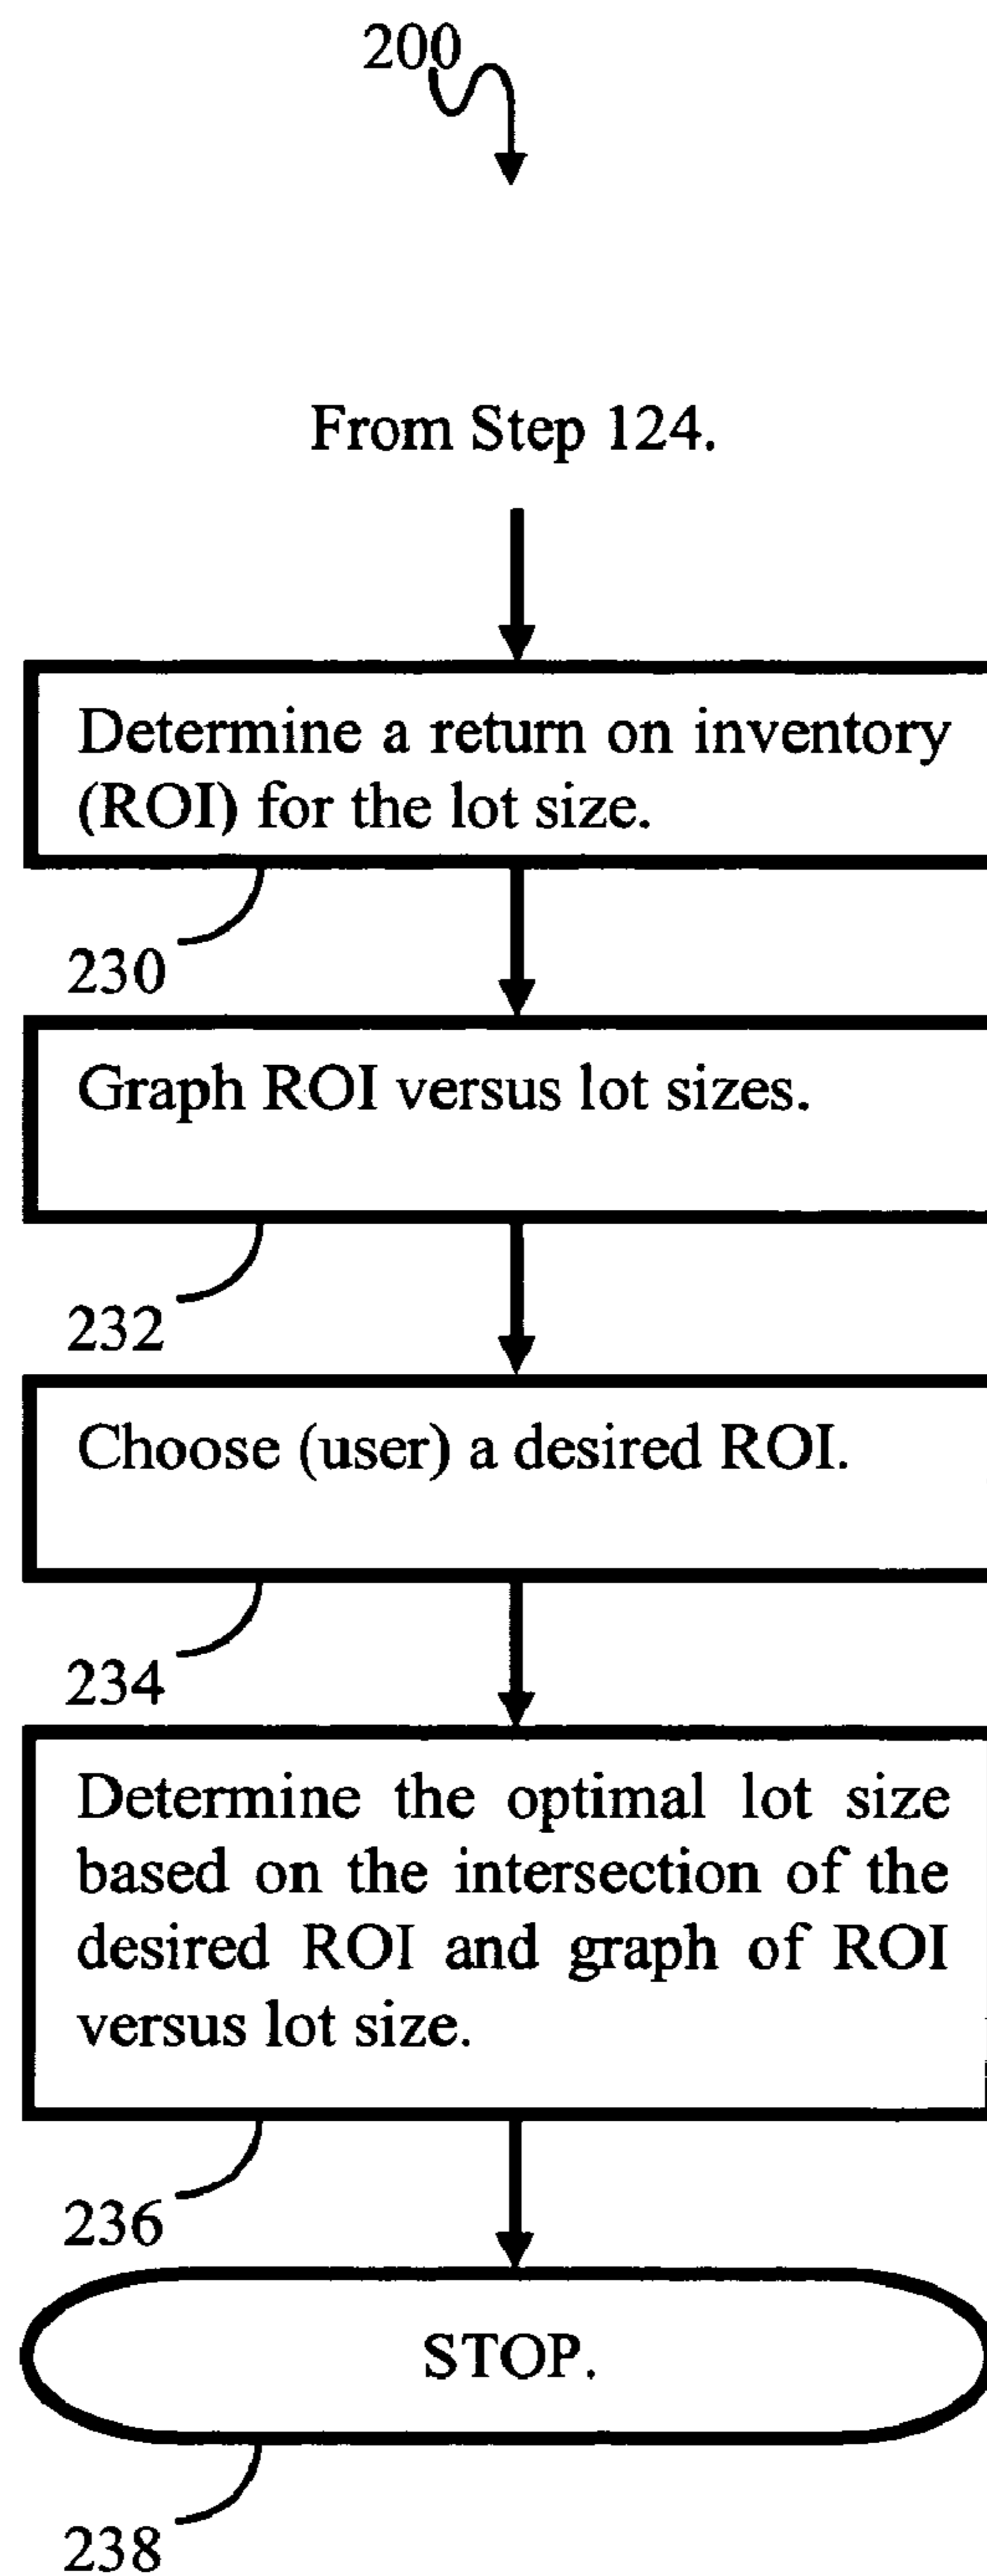 200
From Step 124.
Determine a return on inventory
(ROI) for the lot size.
230
Graph ROI versus lot sizes.
232
Choose (user) a desired ROI.
234
Determine the optimal lot size
based on the intersection of the
desired ROI and graph of ROI
versus lot size.
236
STOP.
238